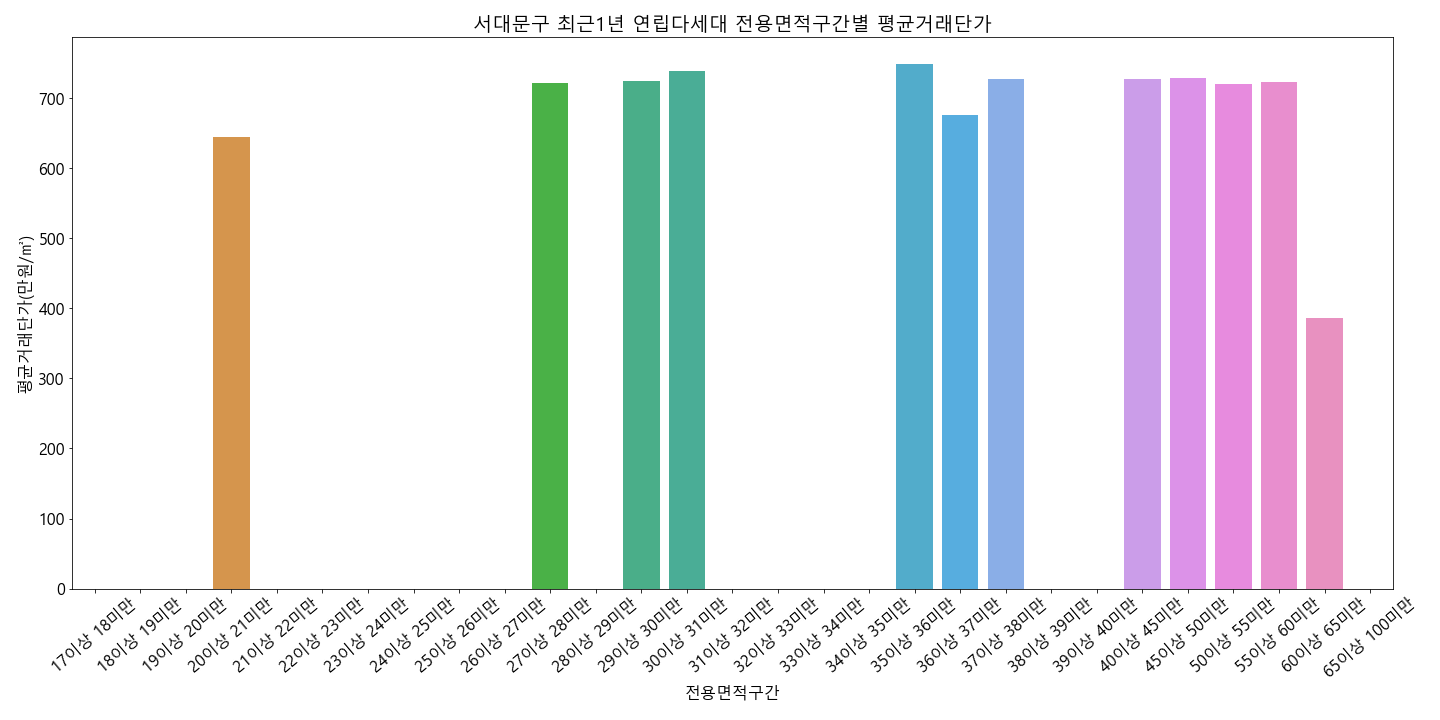 서대문구 최근1년 연립다세대 전용면적구간별 평균거래단가
평균거래단가(만원/㎡)
700
600
500
400
300
200
100
0
17이상 18미만
18이상 19미만
19이상 20미만
20이상 21미만
21이상 22미만
22이상 23미만
23이상 24미만
24이상 25미만
25이상 26미만
26이상 27미만
27이상 28미만
28이상 29미만
29이상 30미만
30이상 31미만
31이상 32미만
32이상 33미만
33이상 34미만
34이상 35미만
35이상 36미만
36이상 37미만
37이상 38미만
38이상 39미만
39이상 40미만
40이상 45미만
45이상 50미만
50이상 55미만
55이상 60미만
60이상 65미만
65이상 100미만
전용면적구간